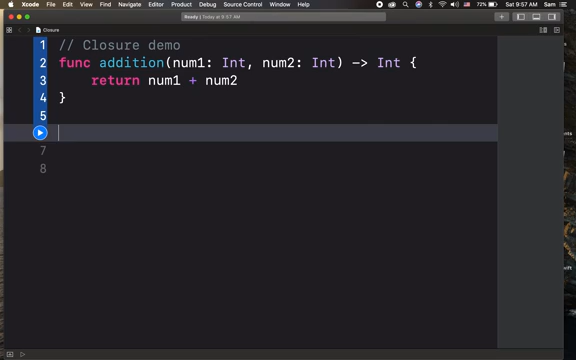 Xcode File Edit View Find Navigate Editor Product Debug Source Control Window Help 72% Sat 9:57 AM Sam
Ready | Today at 9:57 AM
Closure
1 // Closure demo
2 func addition(num1: Int, num2: Int) -> Int {
3 return num1 + num2
4 }
5
7
8